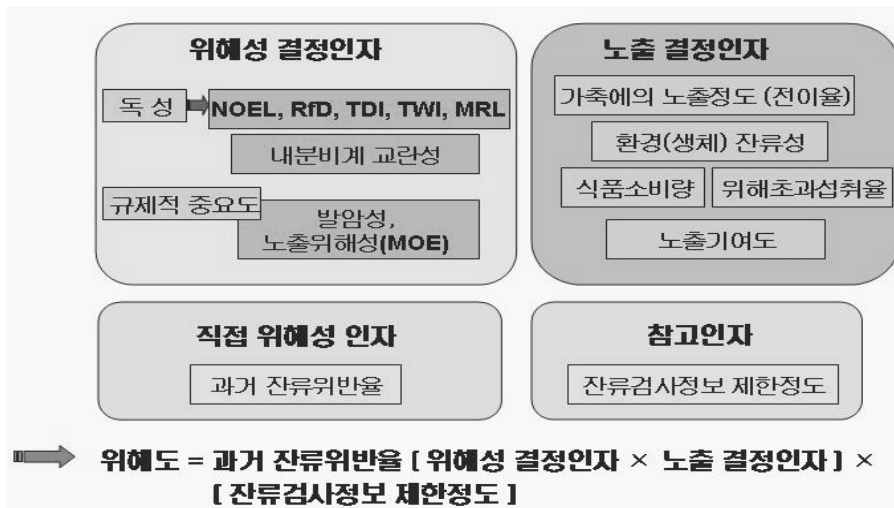 위해성 결정인자
독 성
NOEL, RfD, TDI, TWI, MRL
내분비계 교란성
규제적 중요도
발암성,
노출위해성(MOE)
노출 결정인자
가축에의 노출정도 (전이율)
환경(생체) 잔류성
식품소비량 위해초과섭취율
노출기여도
직접 위해성 인자
과거 잔류위반율
참고인자
잔류검사정보 제한정도
위해도 = 과거 잔류위반율 [ 위해성 결정인자 × 노출 결정인자 ] ×
[ 잔류검사정보 제한정도 ]